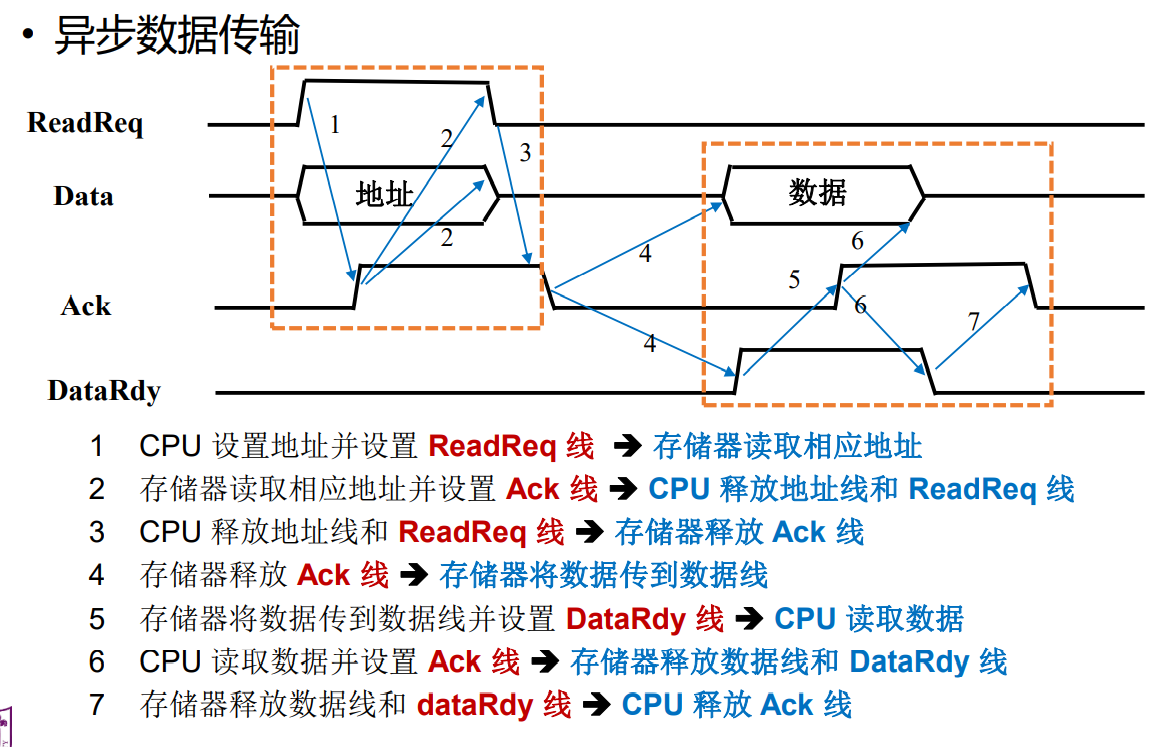 • 异步数据传输
ReadReq
1
2
3
Data
地址
数据
2
4
5
6
Ack
6
4
7
DataRdy
1 CPU 设置地址并设置 ReadReq 线 ➔ 存储器读取相应地址
2 存储器读取相应地址并设置 Ack 线 ➔ CPU 释放地址线和 ReadReq 线
3 CPU 释放地址线和 ReadReq 线 ➔ 存储器释放 Ack 线
4 存储器释放 Ack 线 ➔ 存储器将数据传到数据线
5 存储器将数据传到数据线并设置 DataRdy 线 ➔ CPU 读取数据
6 CPU 读取数据并设置 Ack 线 ➔ 存储器释放数据线和 DataRdy 线
7 存储器释放数据线和 dataRdy 线 ➔ CPU 释放 Ack 线